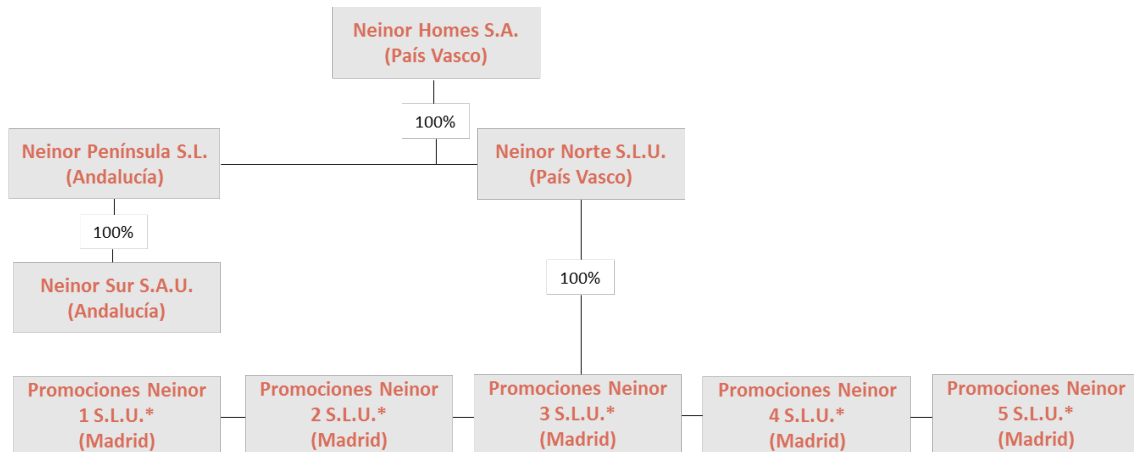 Neinor Homes S.A.
(País Vasco)
100%
Neinor Península S.L.
(Andalucía)
Neinor Norte S.L.U.
(País Vasco)
100%
100%
Neinor Sur S.A.U.
(Andalucía)
Promociones Neinor
1 S.L.U.*
(Madrid)
Promociones Neinor
2 S.L.U.*
(Madrid)
Promociones Neinor
3 S.L.U.*
(Madrid)
Promociones Neinor
4 S.L.U.*
(Madrid)
Promociones Neinor
5 S.L.U.*
(Madrid)